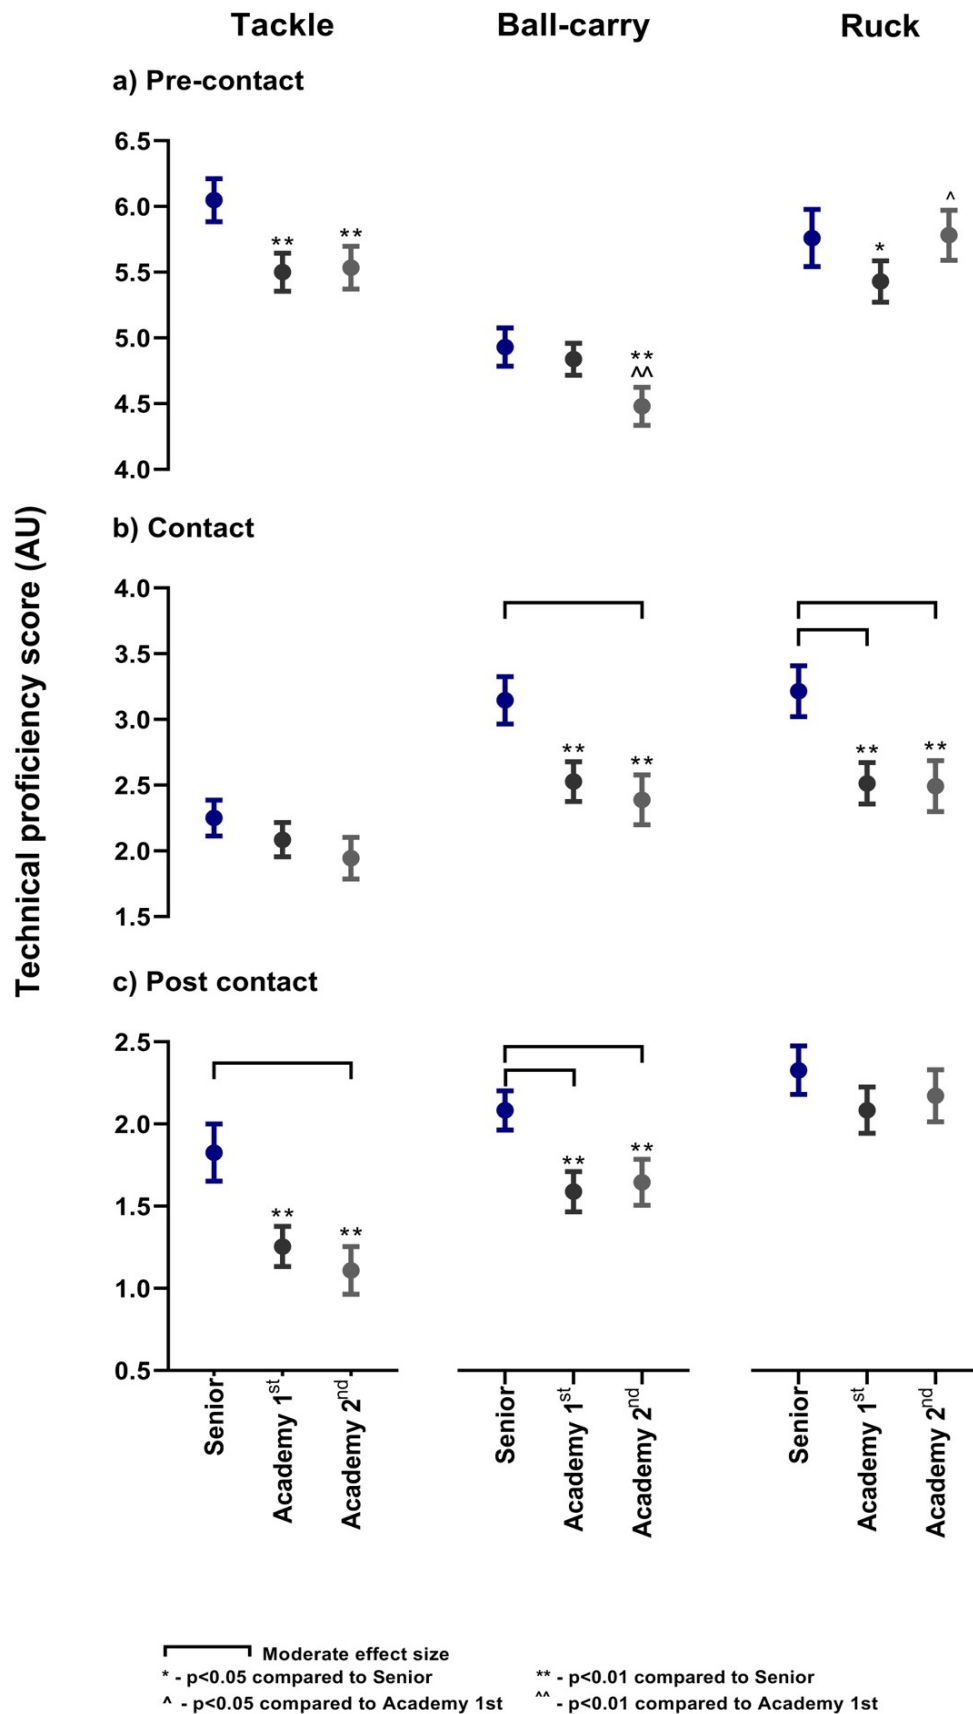 Tackle Ball-carry Ruck
a) Pre-contact
6.5
6.0
5.5
5.0
4.5
4.0
** ** ** ^^ * ^
Technical proficiency score (AU)
b) Contact
4.0
3.5
3.0
2.5
2.0
1.5
** ** ** **
c) Post contact
2.5
2.0
1.5
1.0
0.5
** ** ** **
Senior Academy 1st Academy 2nd Senior Academy 1st Academy 2nd Senior Academy 1st Academy 2nd
Moderate effect size
* - p<0.05 compared to Senior ** - p<0.01 compared to Senior
^ - p<0.05 compared to Academy 1st ^^ - p<0.01 compared to Academy 1st